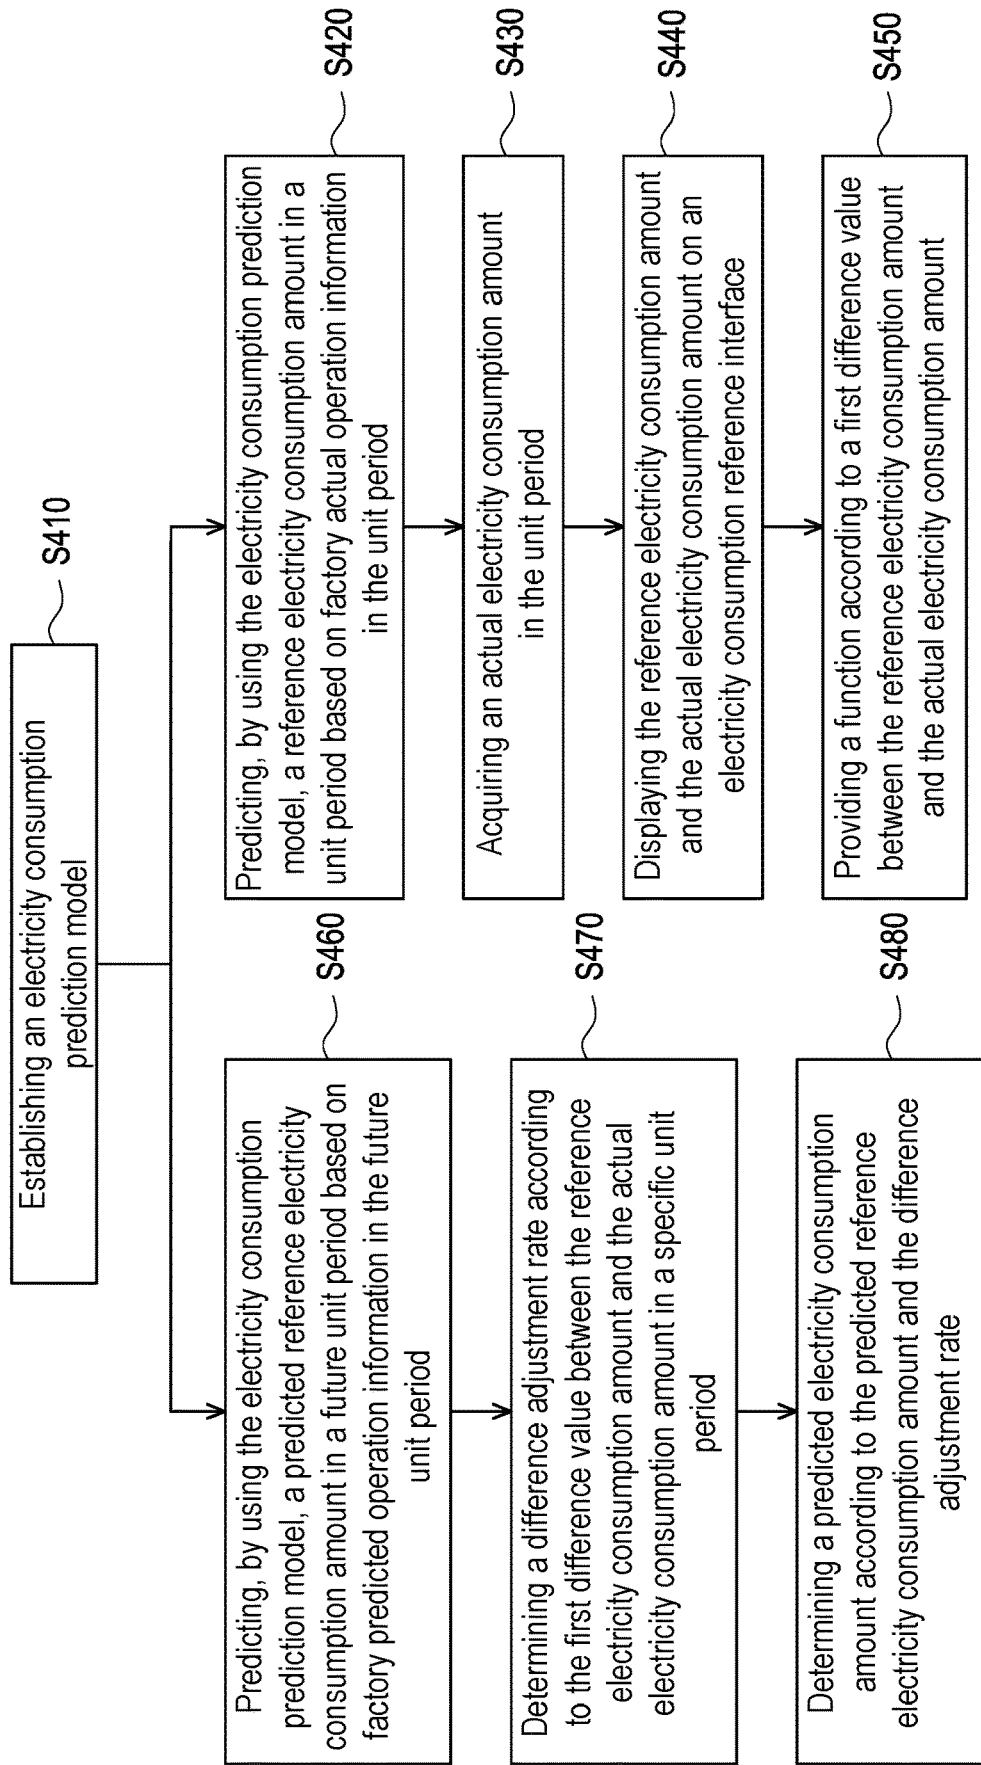 Establishing an electricity consumption
prediction model
S410
Predicting, by using the electricity consumption prediction
model, a reference electricity consumption amount in a
unit period based on factory actual operation information
in the unit period
S420
Acquiring an actual electricity consumption amount
in the unit period
S430
Displaying the reference electricity consumption amount
and the actual electricity consumption amount on an
electricity consumption reference interface
S440
Providing a function according to a first difference value
between the reference electricity consumption amount
and the actual electricity consumption amount
S450
Predicting, by using the electricity consumption
prediction model, a predicted reference electricity
consumption amount in a future unit period based on
factory predicted operation information in the future
unit period
S460
Determining a difference adjustment rate according
to the first difference value between the reference
electricity consumption amount and the actual
electricity consumption amount in a specific unit
period
S470
Determining a predicted electricity consumption
amount according to the predicted reference
electricity consumption amount and the difference
adjustment rate
S480